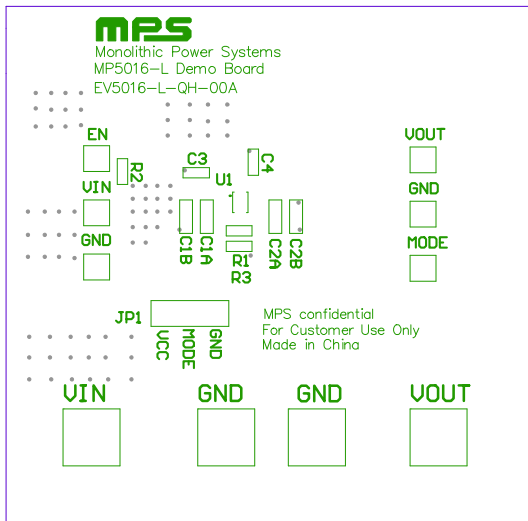 MPS
Monolithic Power Systems
MP5016-L Demo Board
EV5016-L-QH-00A
EN
VOUT
C3
C4
R2
U1
VIN
GND
GND
MODE
C1B
C1A
C2A
C2B
R1
R3
JP1
VCC
MODE
GND
MPS confidential
For Customer Use Only
Made in China
VIN
GND
GND
VOUT